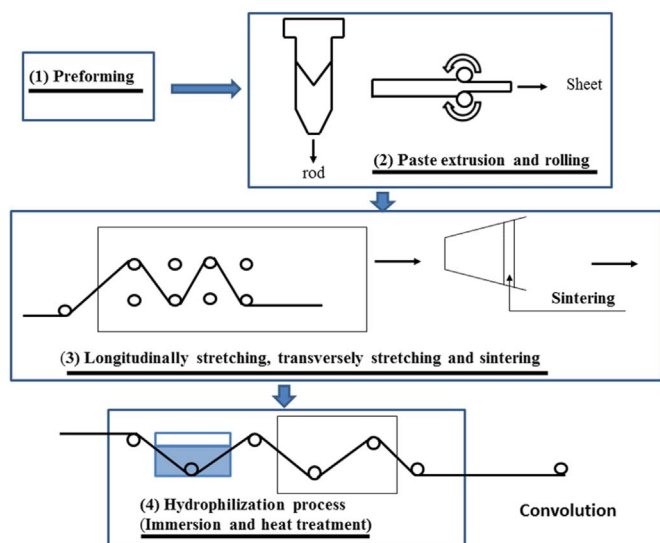 (1) Preforming
Sheet
rod
(2) Paste extrusion and rolling
Sintering
(3) Longitudinally stretching, transversely stretching and sintering
(4) Hydrophilization process
(Immersion and heat treatment)
Convolution